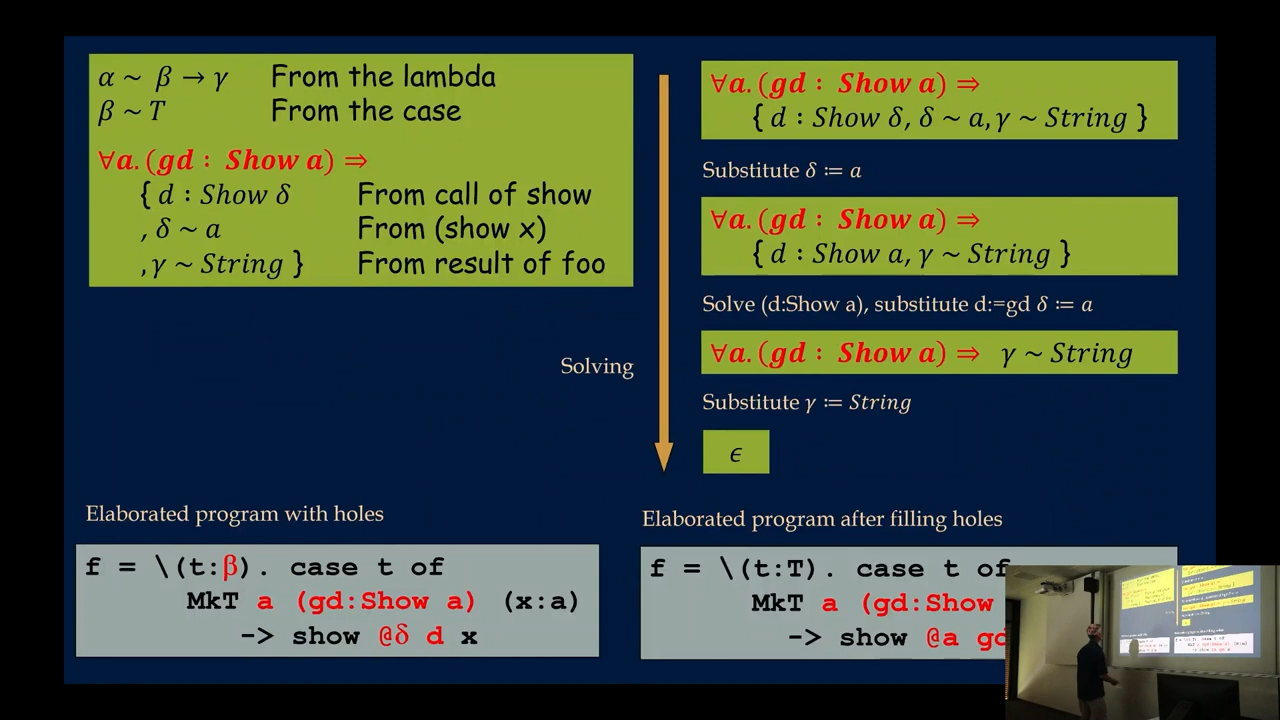 α ~ β → γ From the lambda
β ~ T From the case
∀a. (gd : Show a) ⇒
{ d : Show δ From call of show
, δ ~ a From (show x)
, γ ~ String } From result of foo
Solving
∀a. (gd : Show a) ⇒
{ d : Show δ, δ ~ a, γ ~ String }
Substitute δ := a
∀a. (gd : Show a) ⇒
{ d : Show a, γ ~ String }
Solve (d:Show a), substitute d:=gd δ := a
∀a. (gd : Show a) ⇒ γ ~ String
Substitute γ := String
ϵ
Elaborated program with holes
f = \(t:β). case t of
MkT a (gd:Show a) (x:a)
-> show @δ d x
Elaborated program after filling holes
f = \(t:T). case t of
MkT a (gd:Show
-> show @a gd